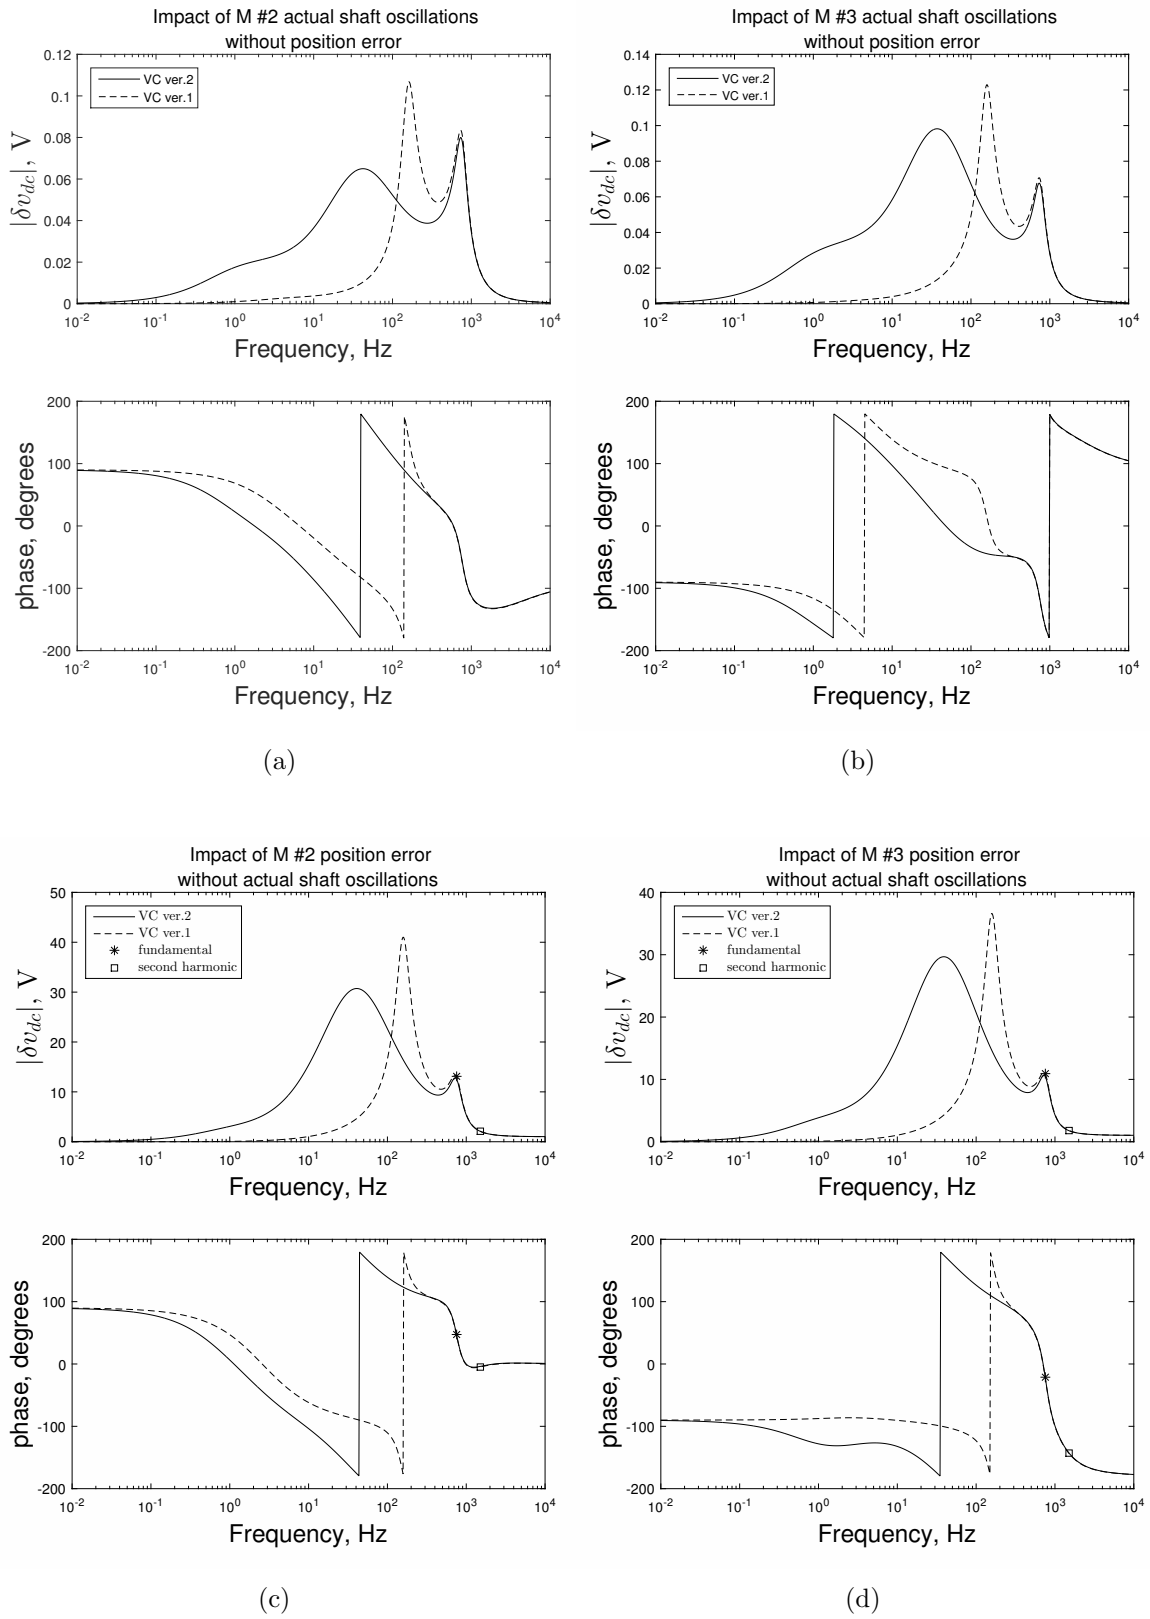 Impact of M #2 actual shaft oscillations
without position error
0.12
0.1
0.08
0.06
0.04
0.02
0
|δv_dc|, V
VC ver.2
VC ver.1
10^-2 10^-1 10^0 10^1 10^2 10^3 10^4
Frequency, Hz
200
100
0
-100
-200
phase, degrees
10^-2 10^-1 10^0 10^1 10^2 10^3 10^4
Frequency, Hz
(a)
Impact of M #3 actual shaft oscillations
without position error
0.14
0.12
0.1
0.08
0.06
0.04
0.02
0
|δv_dc|, V
VC ver.2
VC ver.1
10^-2 10^-1 10^0 10^1 10^2 10^3 10^4
Frequency, Hz
200
100
0
-100
-200
phase, degrees
10^-2 10^-1 10^0 10^1 10^2 10^3 10^4
Frequency, Hz
(b)
Impact of M #2 position error
without actual shaft oscillations
50
40
30
20
10
0
|δv_dc|, V
VC ver.2
VC ver.1
fundamental
second harmonic
10^-2 10^-1 10^0 10^1 10^2 10^3 10^4
Frequency, Hz
200
100
0
-100
-200
phase, degrees
10^-2 10^-1 10^0 10^1 10^2 10^3 10^4
Frequency, Hz
(c)
Impact of M #3 position error
without actual shaft oscillations
40
30
20
10
0
|δv_dc|, V
VC ver.2
VC ver.1
fundamental
second harmonic
10^-2 10^-1 10^0 10^1 10^2 10^3 10^4
Frequency, Hz
200
100
0
-100
-200
phase, degrees
10^-2 10^-1 10^0 10^1 10^2 10^3 10^4
Frequency, Hz
(d)